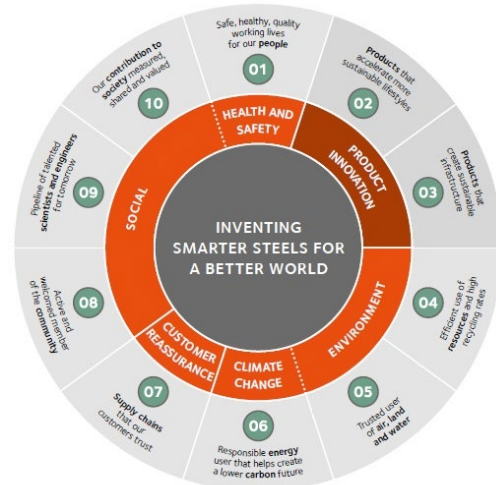 INVENTING
SMARTER STEELS FOR
A BETTER WORLD
HEALTH AND
SAFETY
PRODUCT
INNOVATION
ENVIRONMENT
CLIMATE
CHANGE
CUSTOMER
REASSURANCE
SOCIAL
Safe, healthy, quality
working lives
for our people
01
Products that
accelerate more
sustainable lifestyles
02
Products that
create sustainable
infrastructure
03
04
Efficient use of
resources and high
recycling rates
05
Trusted user
of air, land
and water
06
Responsible energy
user that helps create
a lower carbon future
07
Supply chains
that our
customers trust
08
Active and
welcomed member
of the community
Pipeline of talented
scientists and engineers
for tomorrow
09
Our contribution to
society measured,
shared and valued
10